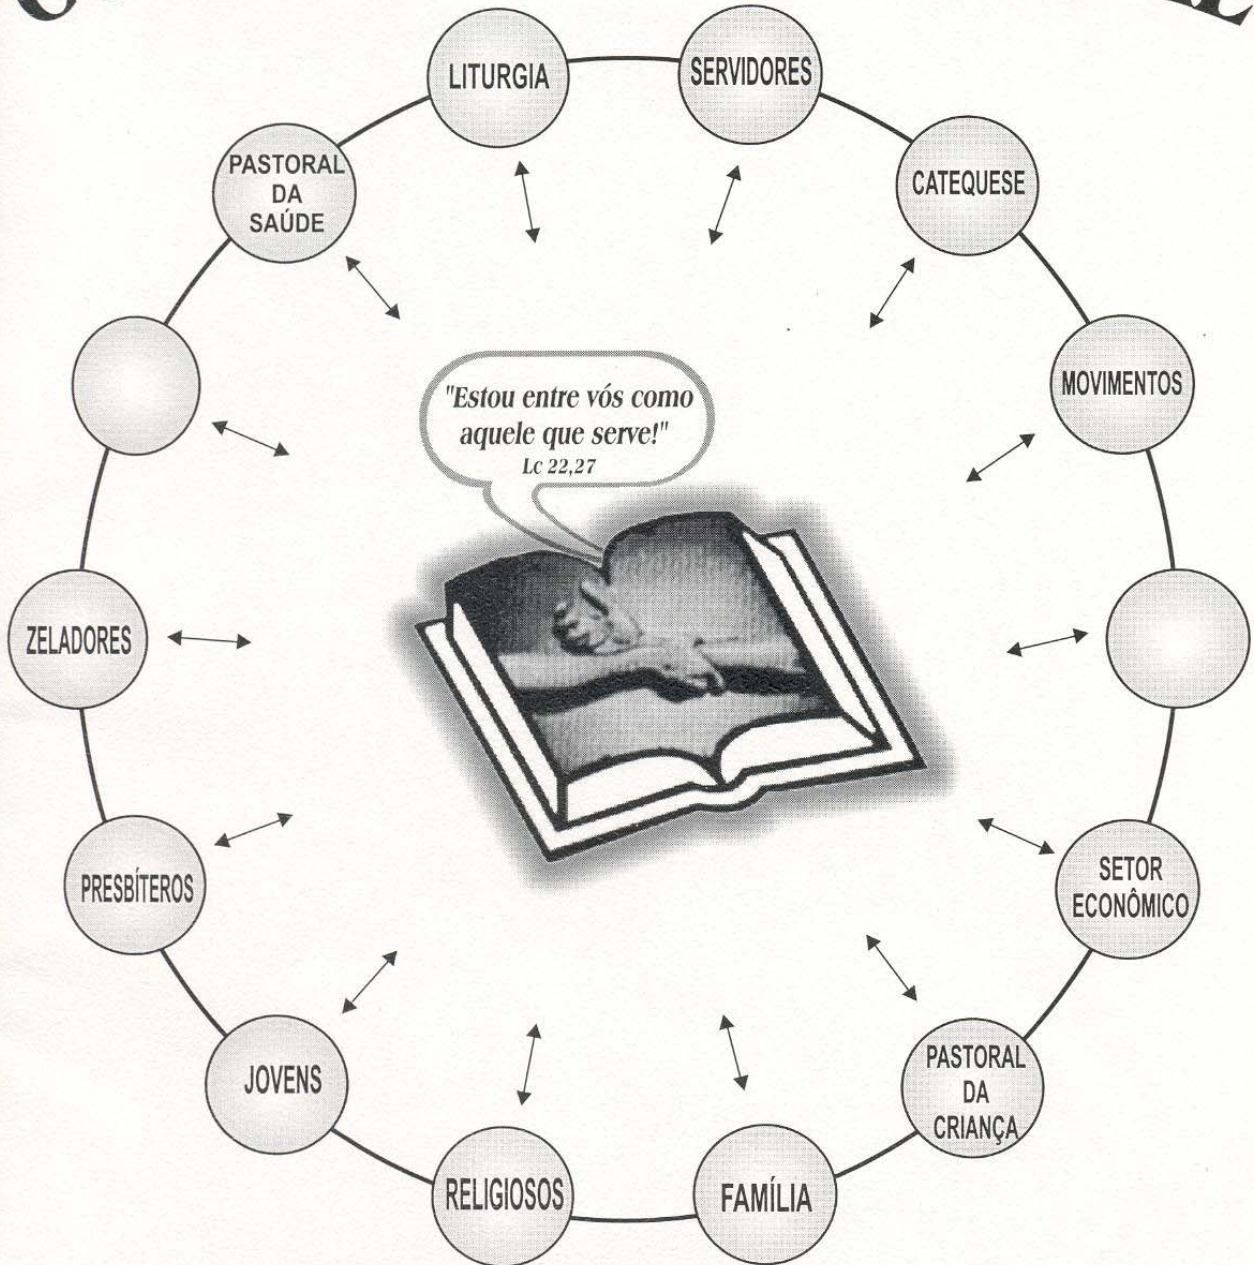 LITURGIA
SERVIDORES
CATEQUESE
MOVIMENTOS
SETOR
ECONÔMICO
PASTORAL
DA
CRIANÇA
FAMÍLIA
RELIGIOSOS
JOVENS
PRESBÍTEROS
ZELADORES
PASTORAL
DA
SAÚDE
"Estou entre vós como
aquele que serve!"
Lc 22,27